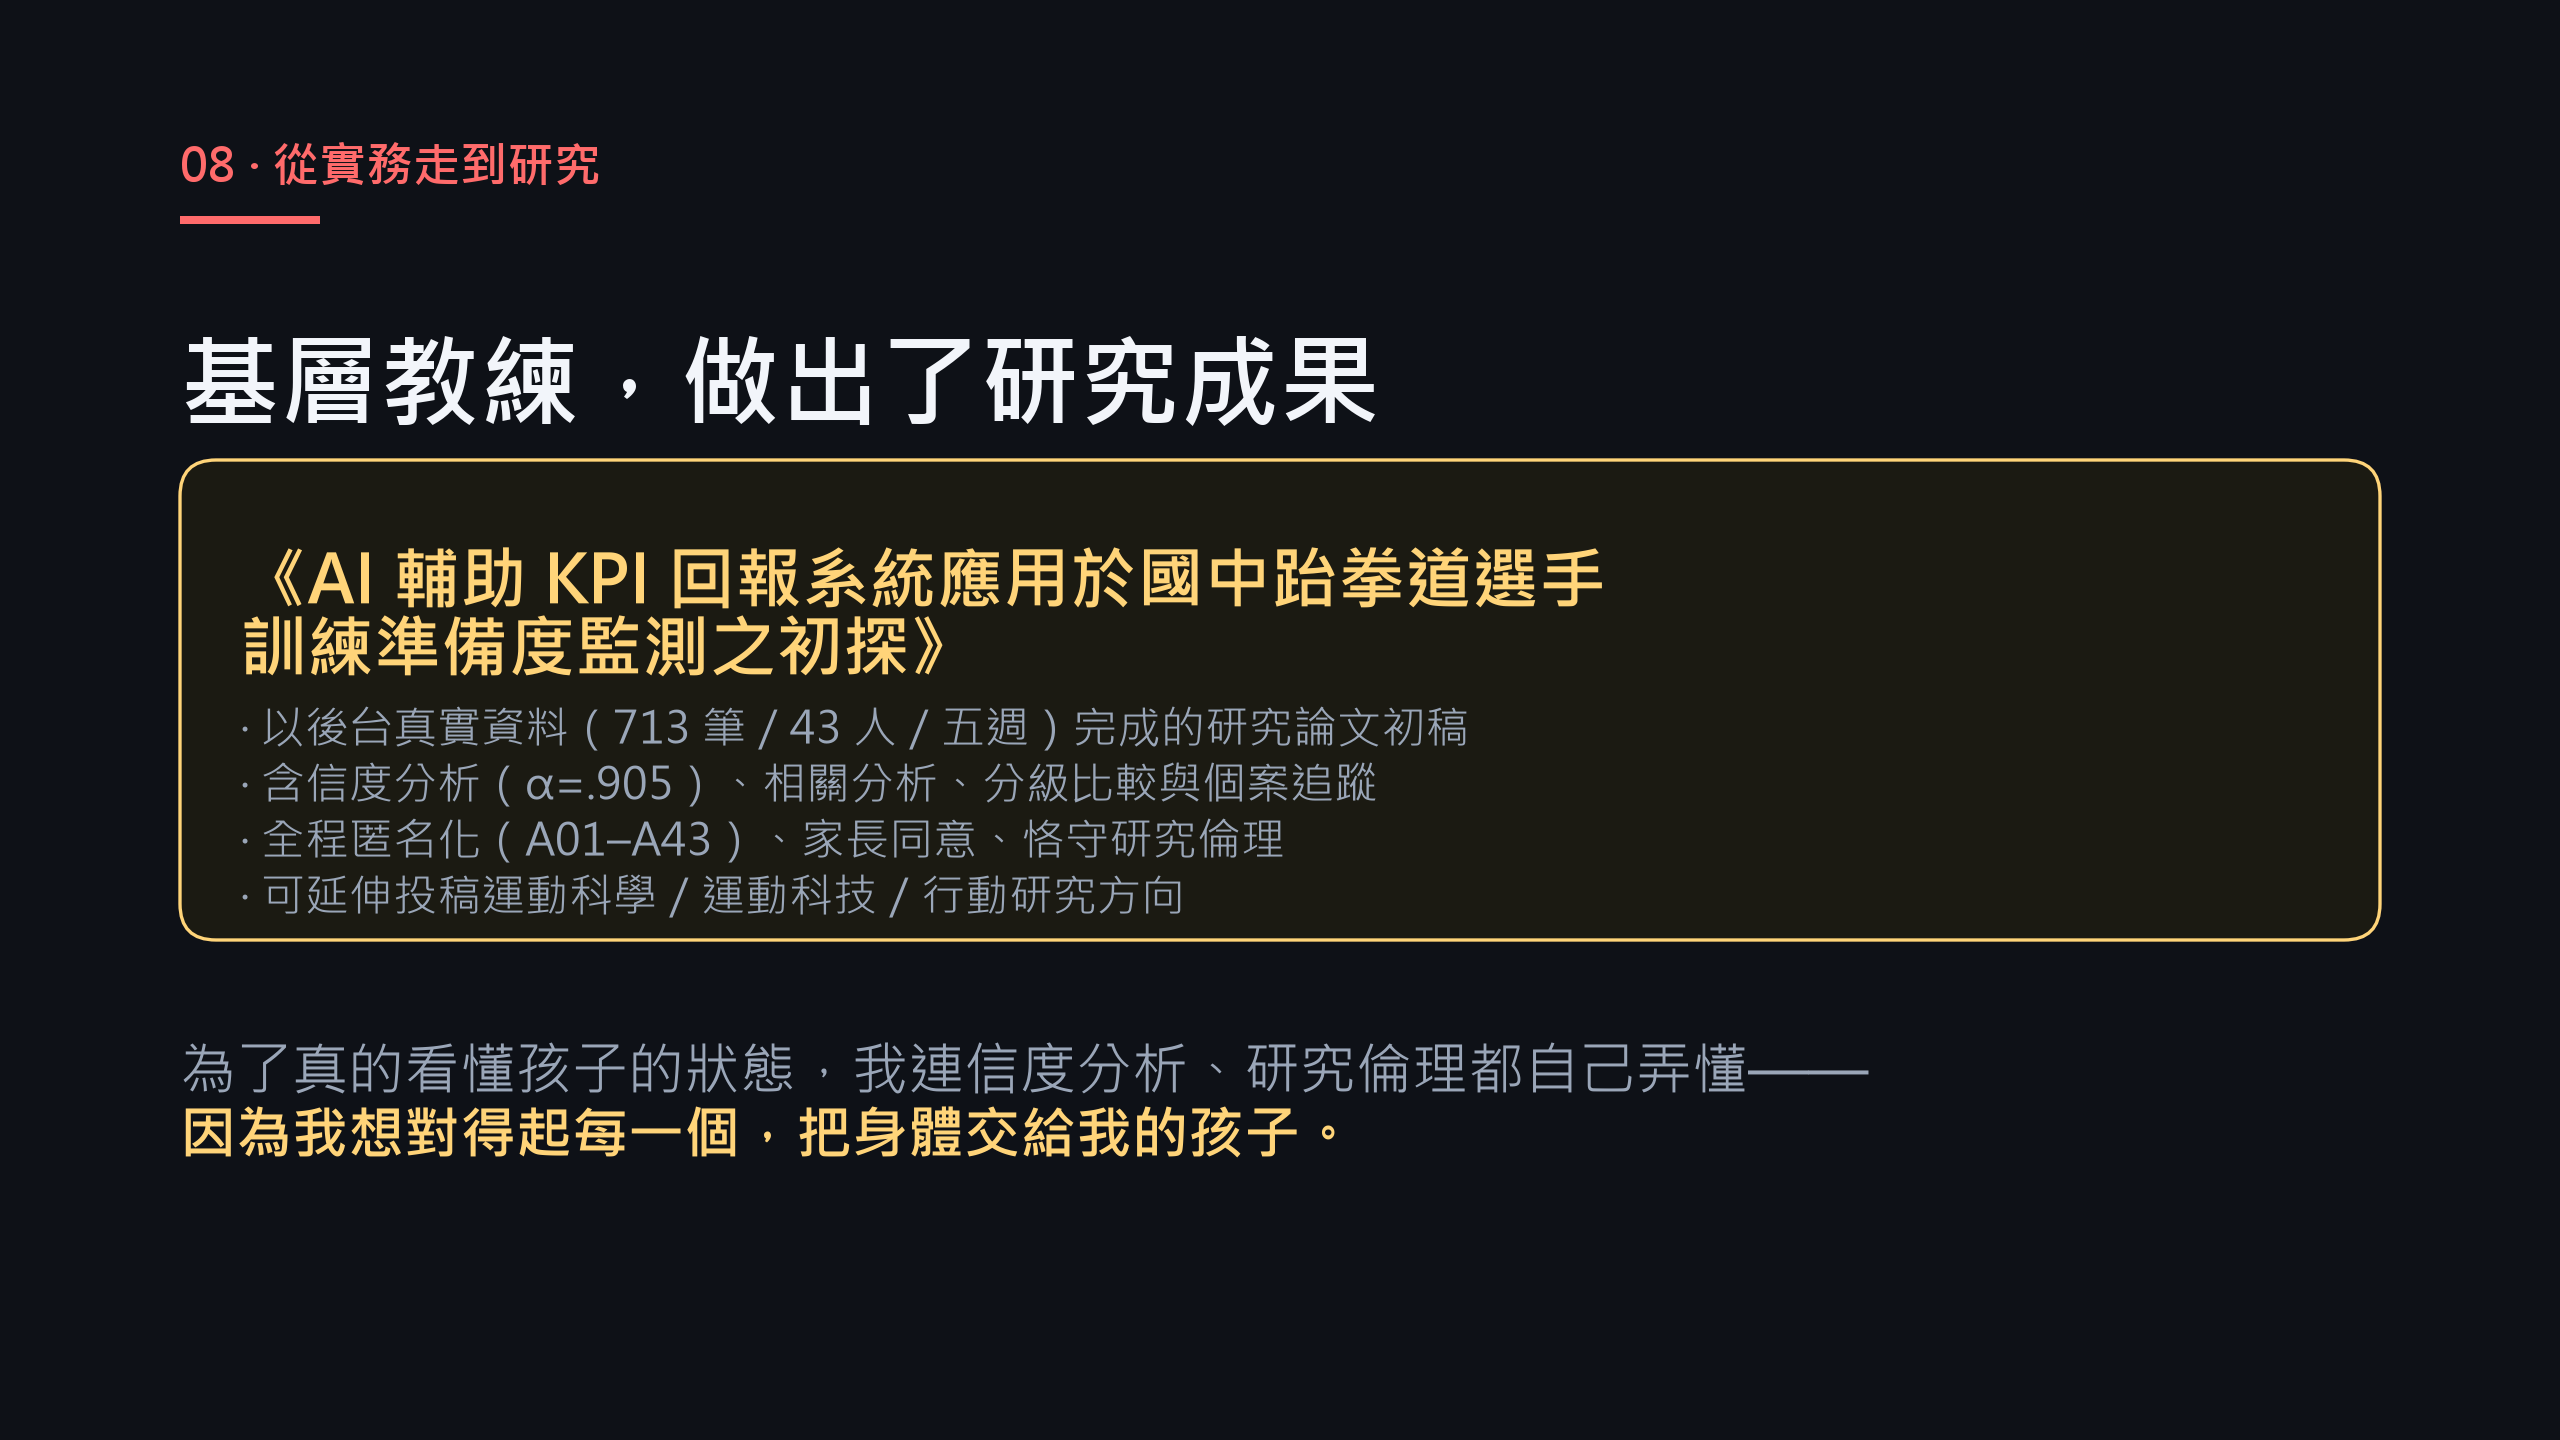 08 · 從實務走到研究
基層教練，做出了研究成果
《AI 輔助 KPI 回報系統應用於國中跆拳道選手
訓練準備度監測之初探》
· 以後台真實資料（713 筆 / 43 人 / 五週）完成的研究論文初稿
· 含信度分析（α=.905）、相關分析、分級比較與個案追蹤
· 全程匿名化（A01–A43）、家長同意、恪守研究倫理
· 可延伸投稿運動科學 / 運動科技 / 行動研究方向
為了真的看懂孩子的狀態，我連信度分析、研究倫理都自己弄懂——
因為我想對得起每一個，把身體交給我的孩子。